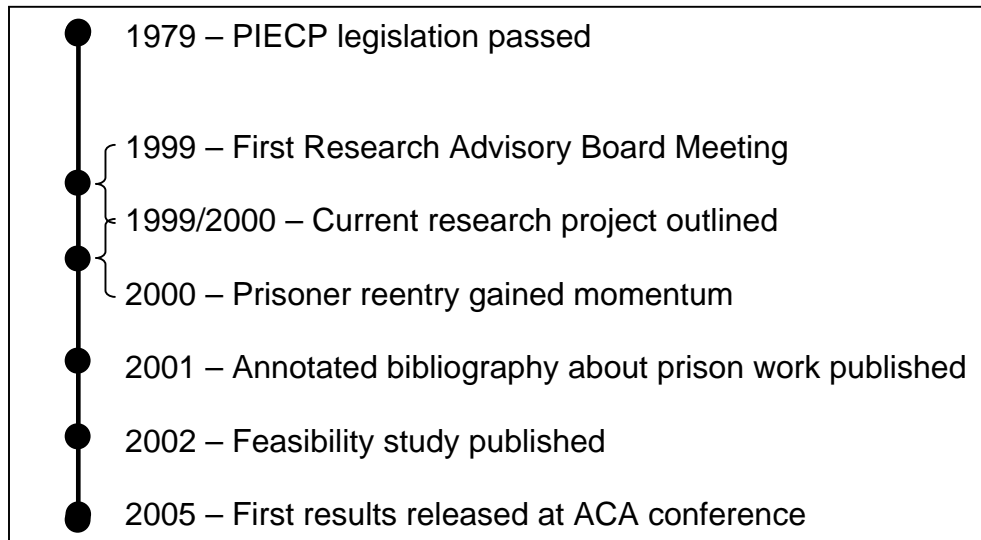 1979 – PIECP legislation passed
1999 – First Research Advisory Board Meeting
1999/2000 – Current research project outlined
2000 – Prisoner reentry gained momentum
2001 – Annotated bibliography about prison work published
2002 – Feasibility study published
2005 – First results released at ACA conference